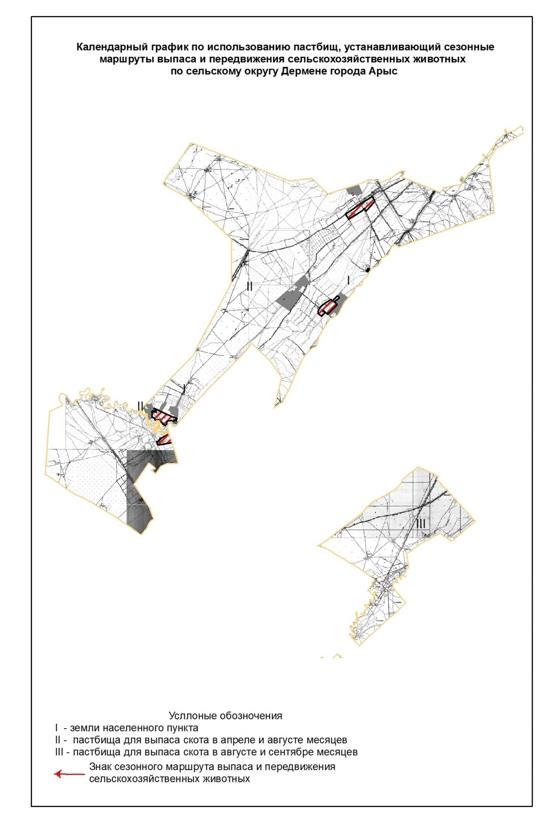 Календарный график по использованию пастбищ, устанавливающий сезонные
маршруты выпаса и передвижения сельскохозяйственных животных
по сельскому округу Дермене города Арыс
I
II
I
II
III
Усллоные обозночения
I - земли населенного пункта
II - пастбища для выпаса скота в апреле и августе месяцев
III - пастбища для выпаса скота в августе и сентябре месяцев
Знак сезонного маршрута выпаса и передвижения
сельскохозяйственных животных